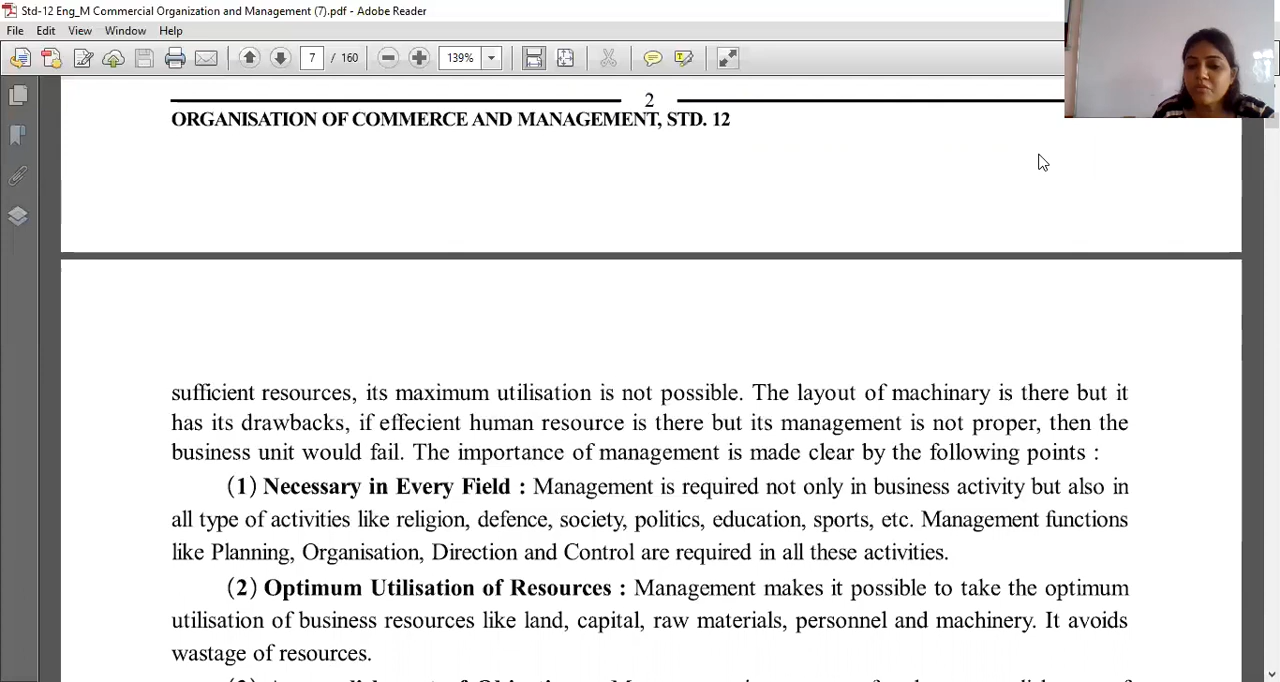 Std-12 Eng_M Commercial Organization and Management (7).pdf - Adobe Reader
File Edit View Window Help
7 / 160 139%
2
ORGANISATION OF COMMERCE AND MANAGEMENT, STD. 12
sufficient resources, its maximum utilisation is not possible. The layout of machinary is there but it
has its drawbacks, if effecient human resource is there but its management is not proper, then the
business unit would fail. The importance of management is made clear by the following points :
(1) Necessary in Every Field : Management is required not only in business activity but also in
all type of activities like religion, defence, society, politics, education, sports, etc. Management functions
like Planning, Organisation, Direction and Control are required in all these activities.
(2) Optimum Utilisation of Resources : Management makes it possible to take the optimum
utilisation of business resources like land, capital, raw materials, personnel and machinery. It avoids
wastage of resources.